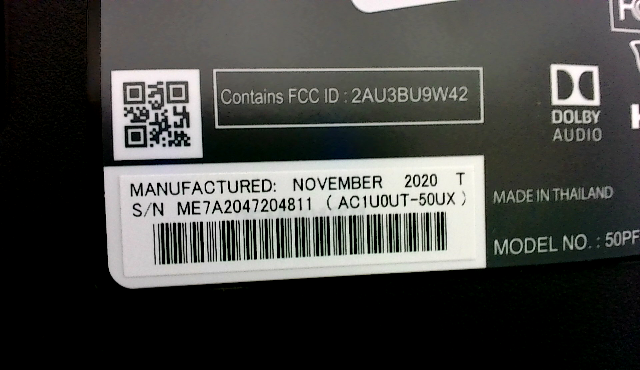 Contains FCC ID : 2AU3BU9W42
DOLBY
AUDIO
MANUFACTURED: NOVEMBER 2020 T
S/N ME7A2047204811 ( AC1U0UT-50UX )
MADE IN THAILAND
MODEL NO. : 50PF